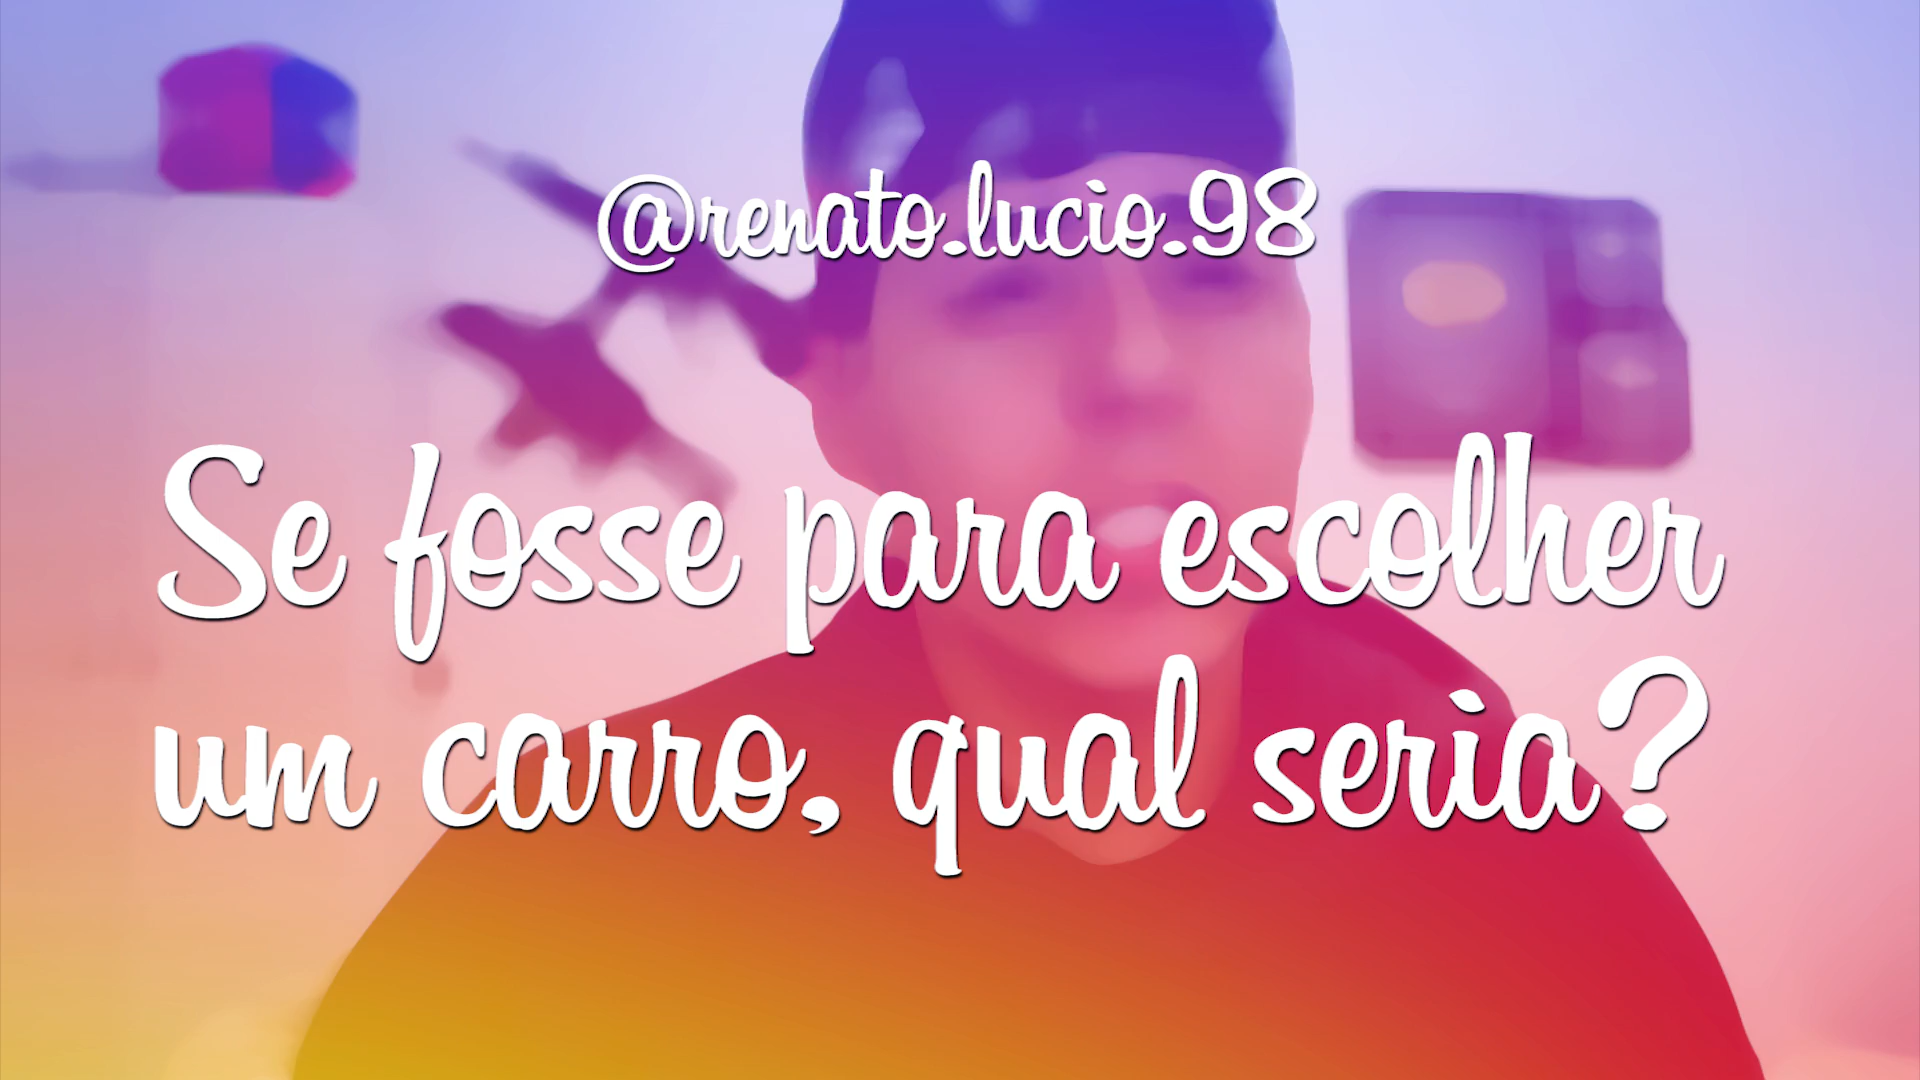 @renato.lucio.98
Se fosse para escolher
um carro, qual seria?